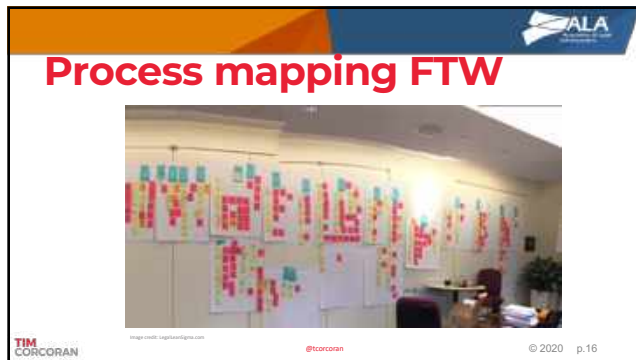 ALA
Process mapping FTW
Image credit: LegalLeanSigma.com
TIM
CORCORAN
@tcorcoran
© 2020 p.16